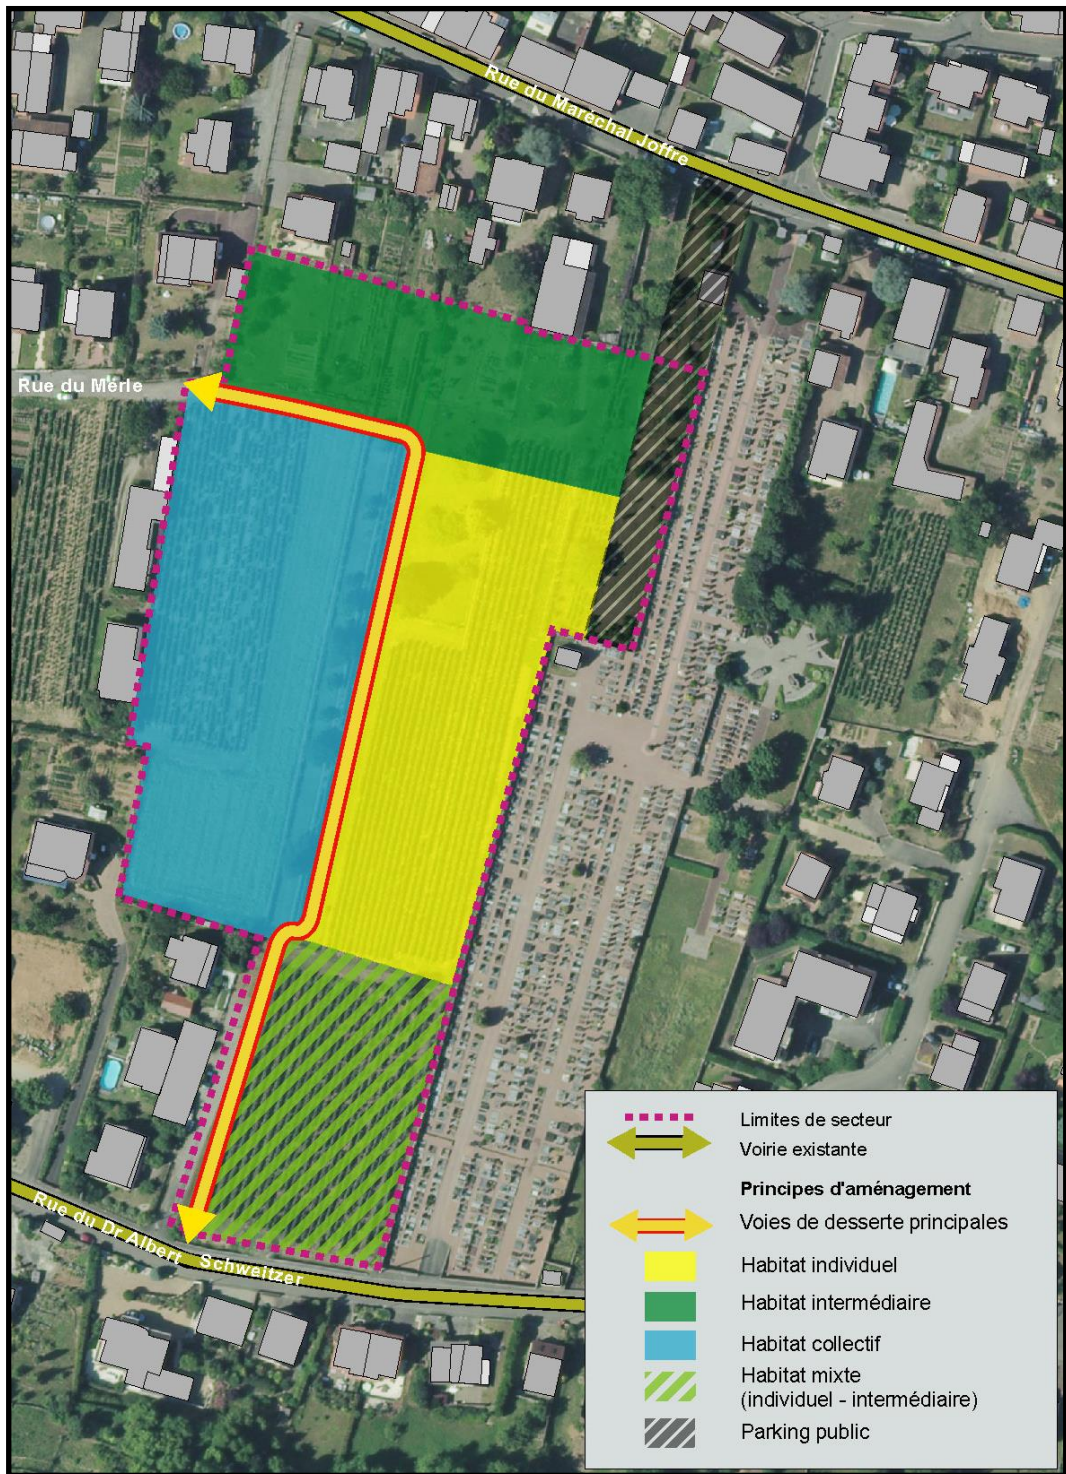 Rue du Maréchal Joffre
Rue du Merle
Rue du Dr Albert Schweitzer
Limites de secteur
Voirie existante
Principes d'aménagement
Voies de desserte principales
Habitat individuel
Habitat intermédiaire
Habitat collectif
Habitat mixte
(individuel - intermédiaire)
Parking public